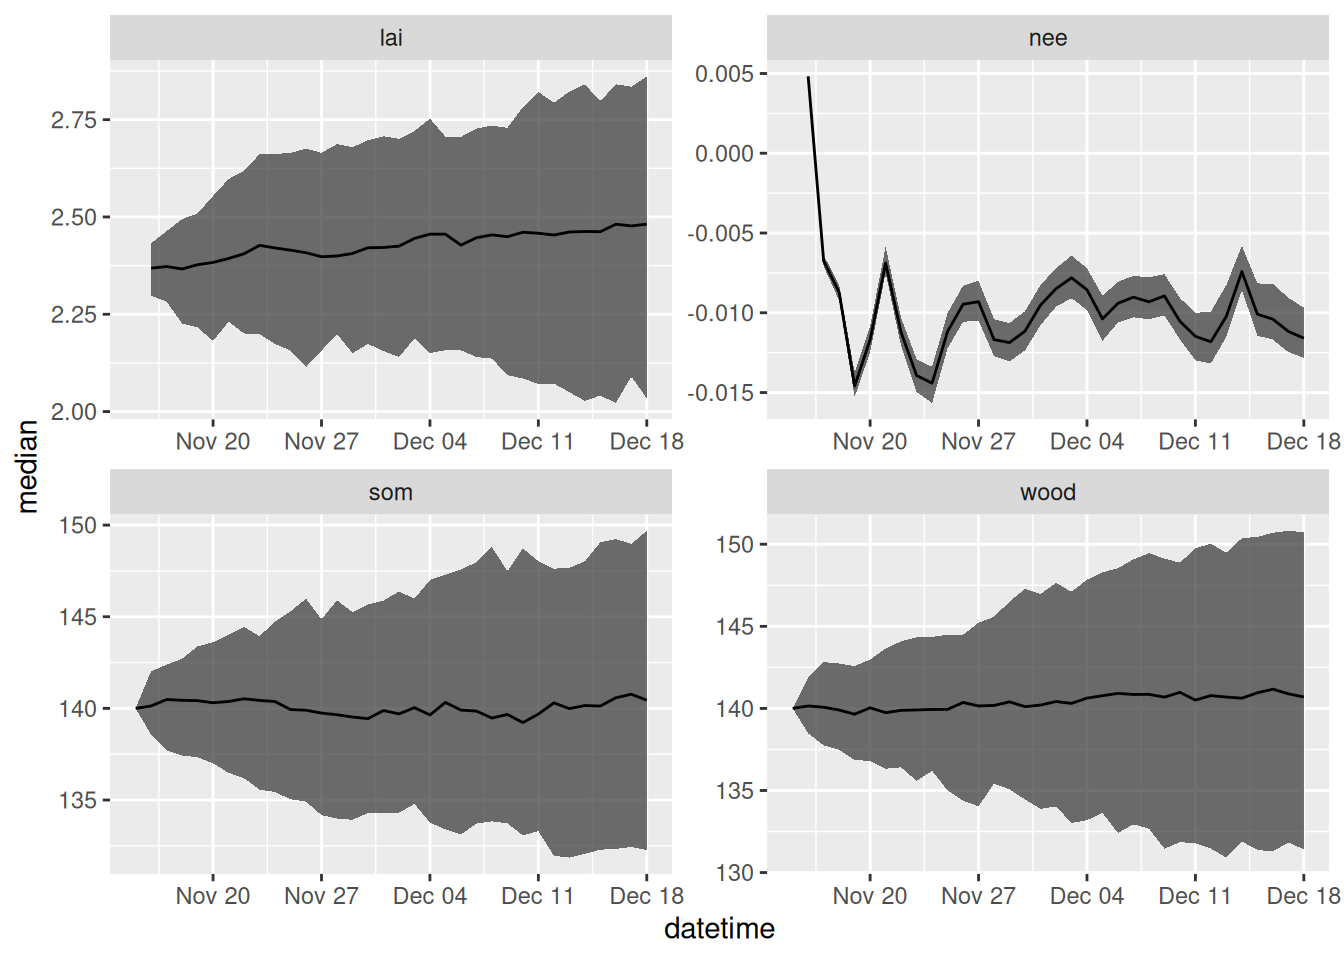 lai
nee
2.75
2.50
2.25
2.00
0.005
0.000
-0.005
-0.010
-0.015
Nov 20 Nov 27 Dec 04 Dec 11 Dec 18
Nov 20 Nov 27 Dec 04 Dec 11 Dec 18
median
som
wood
150
145
140
135
150
145
140
135
130
Nov 20 Nov 27 Dec 04 Dec 11 Dec 18
Nov 20 Nov 27 Dec 04 Dec 11 Dec 18
datetime